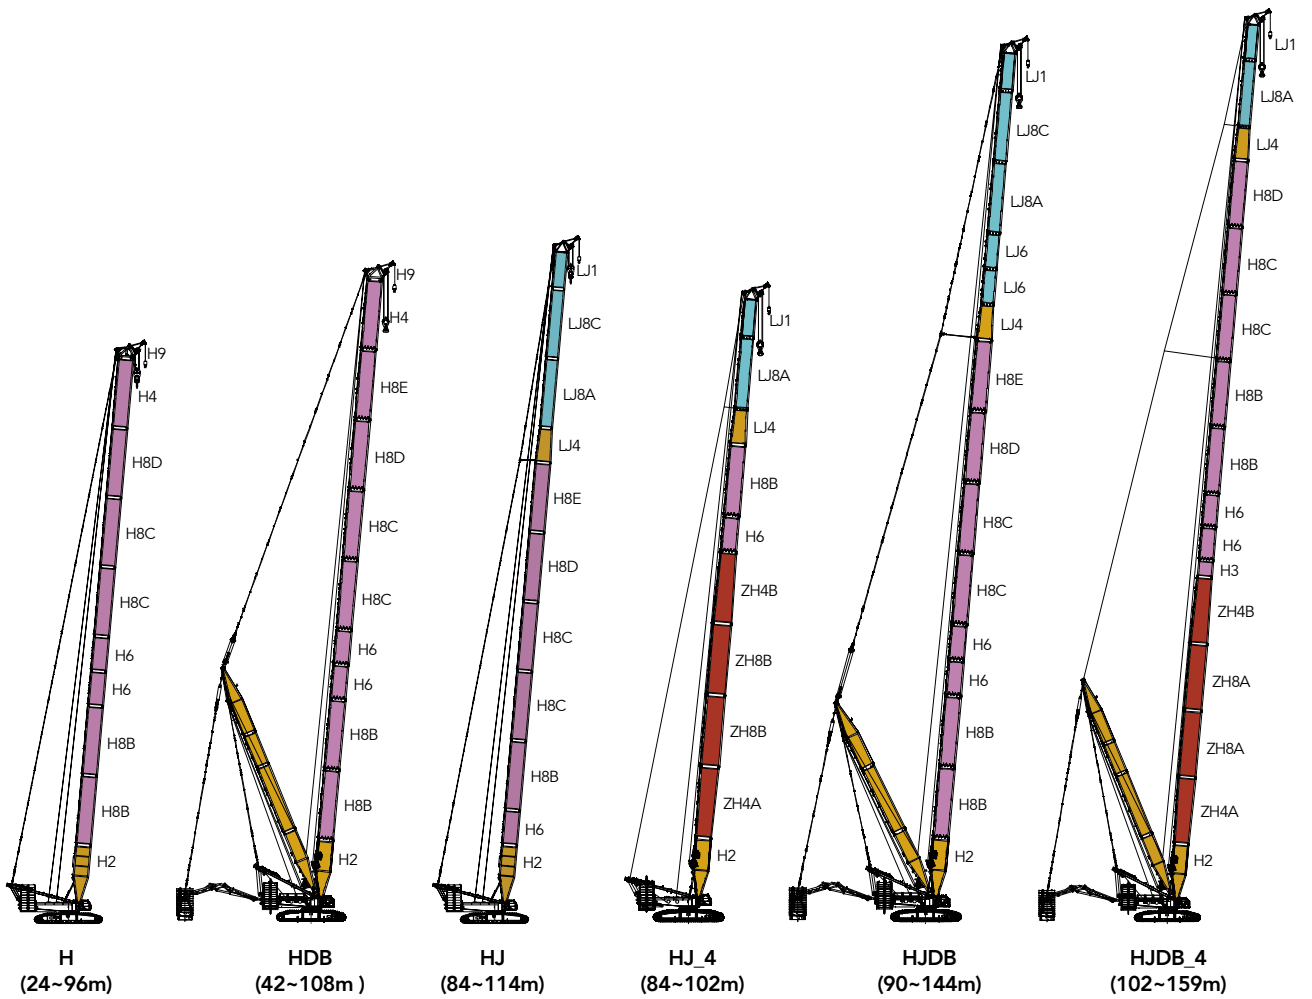 H9
H4
H8D
H8C
H8C
H6
H6
H8B
H8B
H2
H
(24~96m)
H9
H4
H8E
H8D
H8C
H8C
H6
H6
H8B
H8B
H2
HDB
(42~108m )
LJ1
LJ8C
LJ8A
LJ4
H8E
H8D
H8C
H8C
H8B
H6
H2
HJ
(84~114m)
LJ1
LJ8A
LJ4
H8B
H6
ZH4B
ZH8B
ZH8B
ZH4A
H2
HJ_4
(84~102m)
LJ1
LJ8C
LJ8A
LJ6
LJ6
LJ4
H8E
H8D
H8C
H8C
H6
H6
H8B
H8B
H2
HJDB
(90~144m)
LJ1
LJ8A
LJ4
H8D
H8C
H8C
H8B
H8B
H6
H6
H3
ZH4B
ZH8A
ZH8A
ZH4A
H2
HJDB_4
(102~159m)